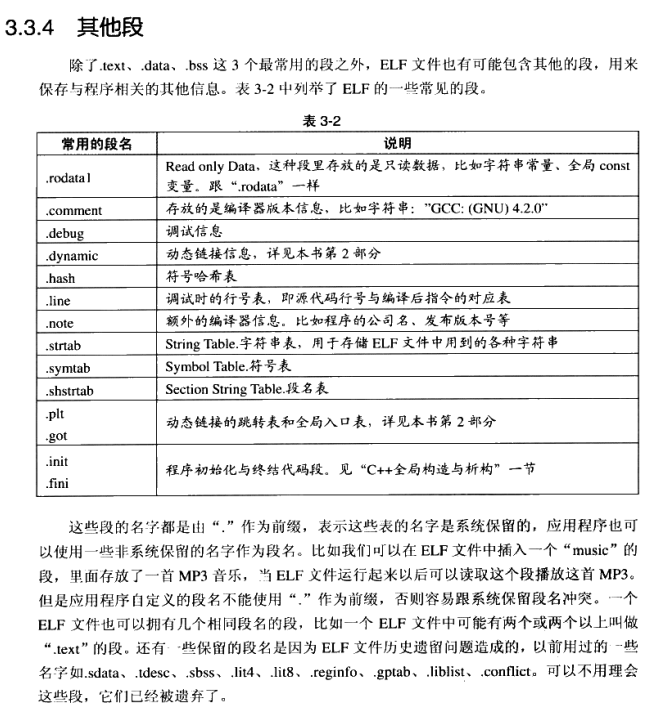 3.3.4 其他段
除了.text、.data、.bss 这 3 个最常用的段之外，ELF 文件也有可能包含其他的段，用来
保存与程序相关的其他信息。表 3-2 中列举了 ELF 的一些常见的段。
表 3-2
常用的段名 说明
.rodata1 Read only Data，这种段里存放的是只读数据，比如字符串常量、全局 const
变量。跟“.rodata”一样
.comment 存放的是编译器版本信息，比如字符串：”GCC: (GNU) 4.2.0”
.debug 调试信息
.dynamic 动态链接信息，详见本书第 2 部分
.hash 符号哈希表
.line 调试时的行号表，即源代码行号与编译后指令的对应表
.note 额外的编译器信息。比如程序的公司名、发布版本号等
.strtab String Table.字符串表，用于存储 ELF 文件中用到的各种字符串
.symtab Symbol Table.符号表
.shstrtab Section String Table.段名表
.plt
.got
动态链接的跳转表和全局入口表，详见本书第 2 部分
.init
.fini
程序初始化与终结代码段。见“C++全局构造与析构”一节
这些段的名字都是由“.”作为前缀，表示这些表的名字是系统保留的，应用程序也可
以使用一些非系统保留的名字作为段名。比如我们可以在 ELF 文件中插入一个“music”的
段，里面存放了一首 MP3 音乐，当 ELF 文件运行起来以后可以读取这个段播放这首 MP3。
但是应用程序自定义的段名不能使用“.”作为前缀，否则容易跟系统保留段名冲突。一个
ELF 文件也可以拥有几个相同段名的段，比如一个 ELF 文件中可能有两个或两个以上叫做
“.text”的段。还有一些保留的段名是因为 ELF 文件历史遗留问题造成的，以前用过的一些
名字如.sdata、.tdesc、.sbss、.lit4、.lit8、.reginfo、.gptab、.liblist、.conflict。可以不用理会
这些段，它们已经被遗弃了。